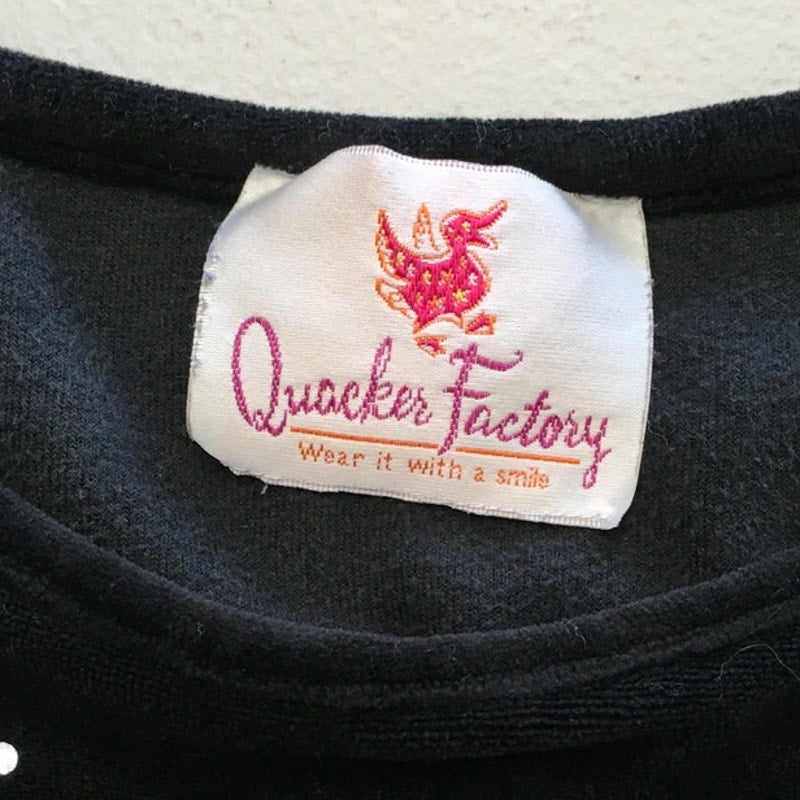 Quacker Factory
Wear it with a smile